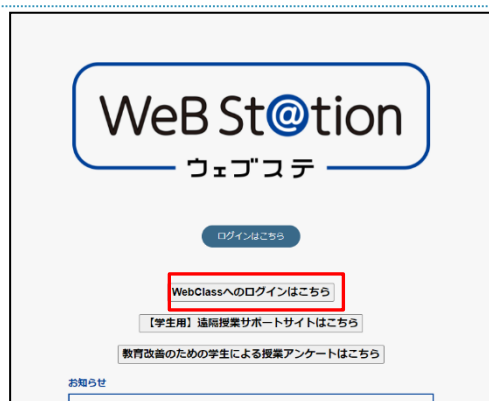 WeB St@tion
ウェブステ
ログインはこちら
WebClassへのログインはこちら
【学生用】遠隔授業サポートサイトはこちら
教育改善のための学生による授業アンケートはこちら
お知らせ